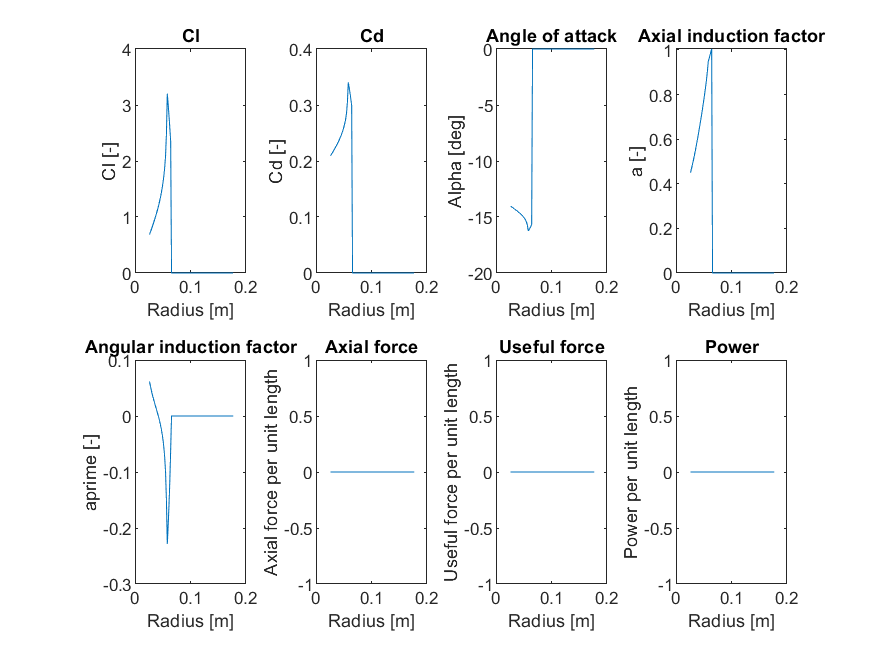 Cl
Cl [-]
4
3
2
1
0
0 0.1 0.2
Radius [m]
Cd
Cd [-]
0.4
0.3
0.2
0.1
0
0 0.1 0.2
Radius [m]
Angle of attack
Alpha [deg]
0
-5
-10
-15
-20
0 0.1 0.2
Radius [m]
Axial induction factor
a [-]
1
0.8
0.6
0.4
0.2
0
0 0.1 0.2
Radius [m]
Angular induction factor
aprime [-]
0.1
0
-0.1
-0.2
-0.3
0 0.1 0.2
Radius [m]
Axial force
Axial force per unit length
1
0.5
0
-0.5
-1
0 0.1 0.2
Radius [m]
Useful force
Useful force per unit length
1
0.5
0
-0.5
-1
0 0.1 0.2
Radius [m]
Power
Power per unit length
1
0.5
0
-0.5
-1
0 0.1 0.2
Radius [m]